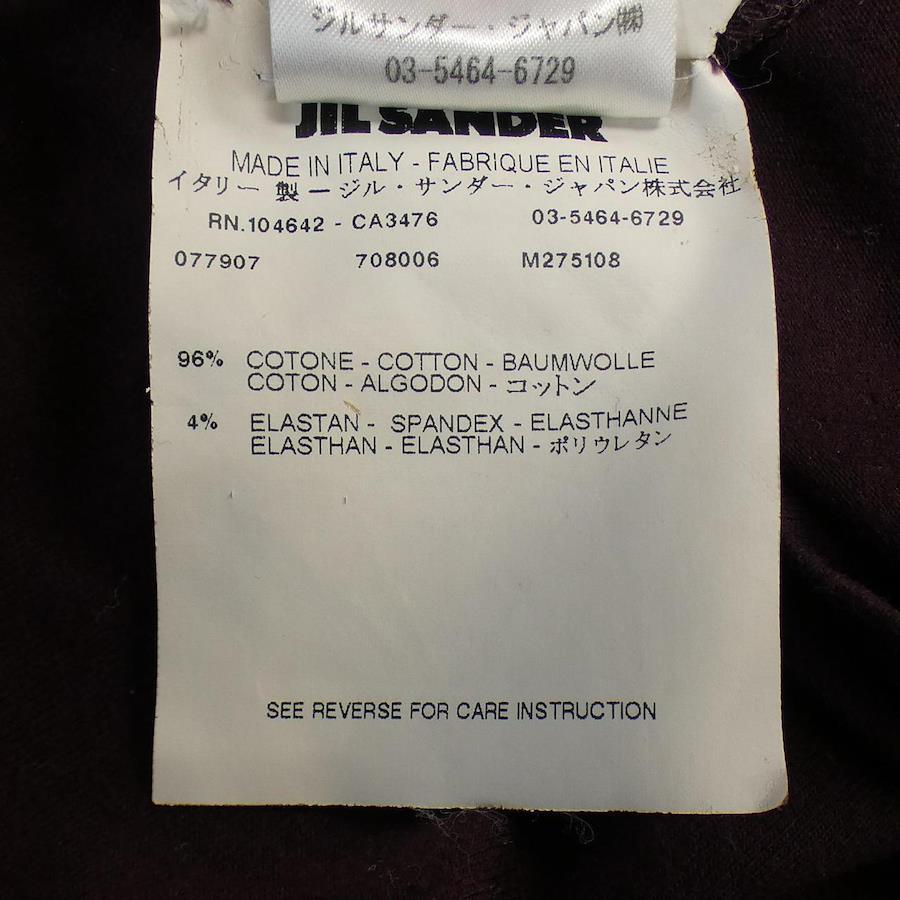 ジルサンダー・ジャパン㈱
03-5464-6729
JIL SANDER
MADE IN ITALY - FABRIQUE EN ITALIE
イタリー 製 ージル・サンダー・ジャパン株式会社
RN.104642 - CA3476 03-5464-6729
077907 708006 M275108
96% COTONE - COTTON - BAUMWOLLE
COTON - ALGODON - コットン
4% ELASTAN - SPANDEX - ELASTHANNE
ELASTHAN - ELASTHAN - ポリウレタン
SEE REVERSE FOR CARE INSTRUCTION